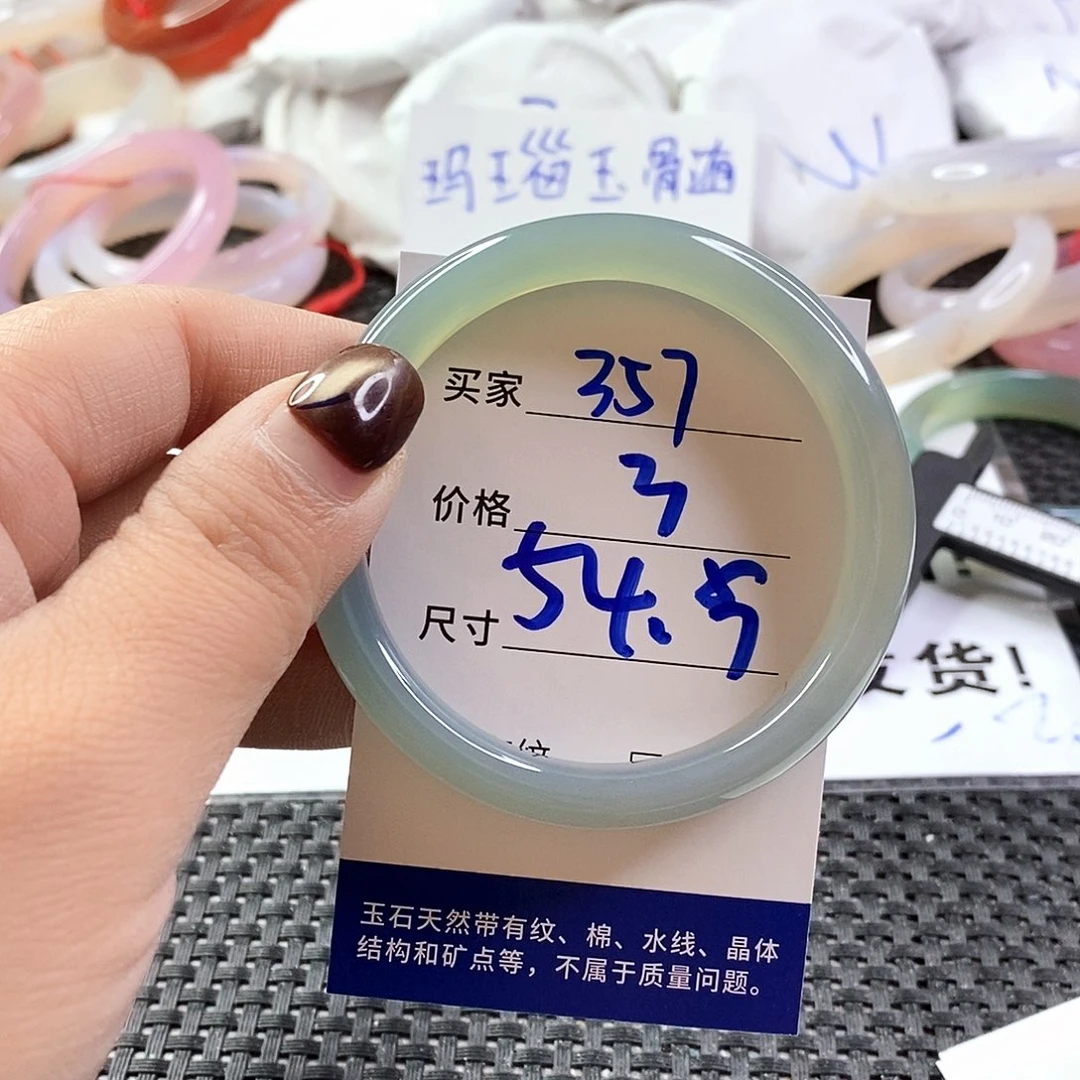 玛瑙玉骨髓
买家 357
价格 3
尺寸 54.5
发货!
玉石天然带有纹、棉、水线、晶体
结构和矿点等，不属于质量问题。